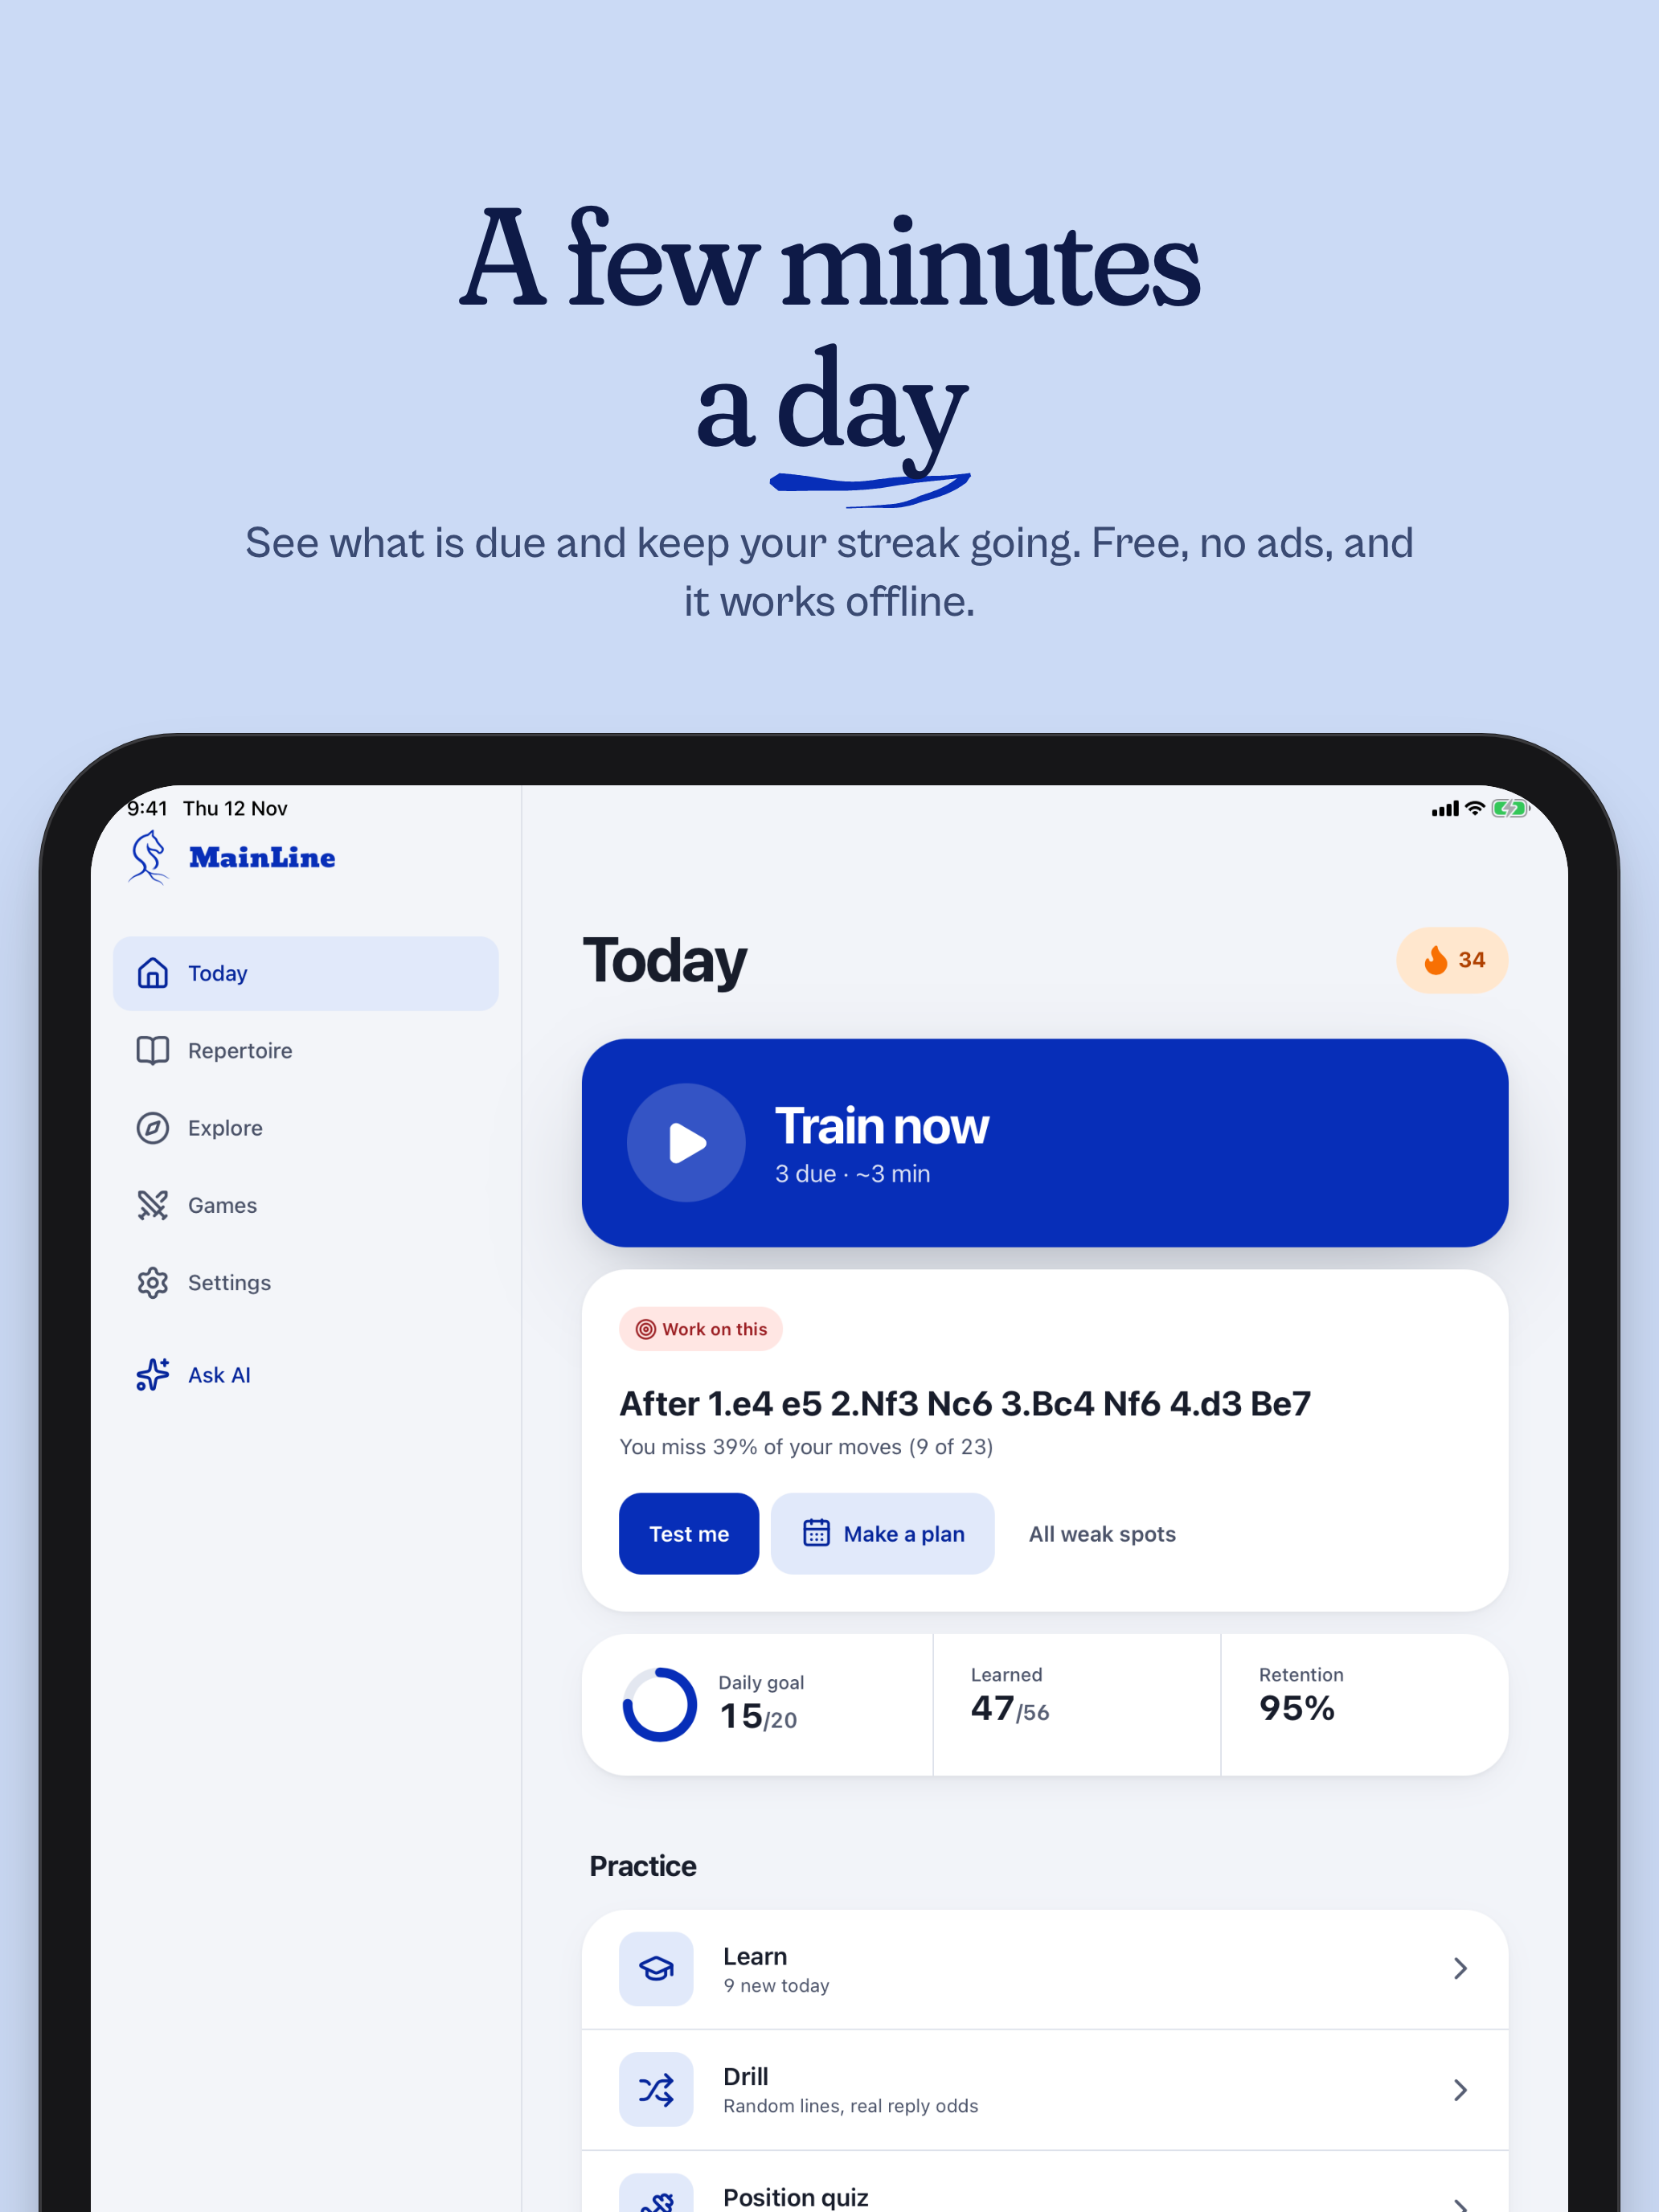 A few minutes
a day
See what is due and keep your streak going. Free, no ads, and
it works offline.
9:41 Thu 12 Nov
MainLine
Today
Repertoire
Explore
Games
Settings
Ask AI
Today
34
Train now
3 due · ~3 min
Work on this
After 1.e4 e5 2.Nf3 Nc6 3.Bc4 Nf6 4.d3 Be7
You miss 39% of your moves (9 of 23)
Test me
Make a plan
All weak spots
Daily goal
15/20
Learned
47/56
Retention
95%
Practice
Learn
9 new today
Drill
Random lines, real reply odds
Position quiz